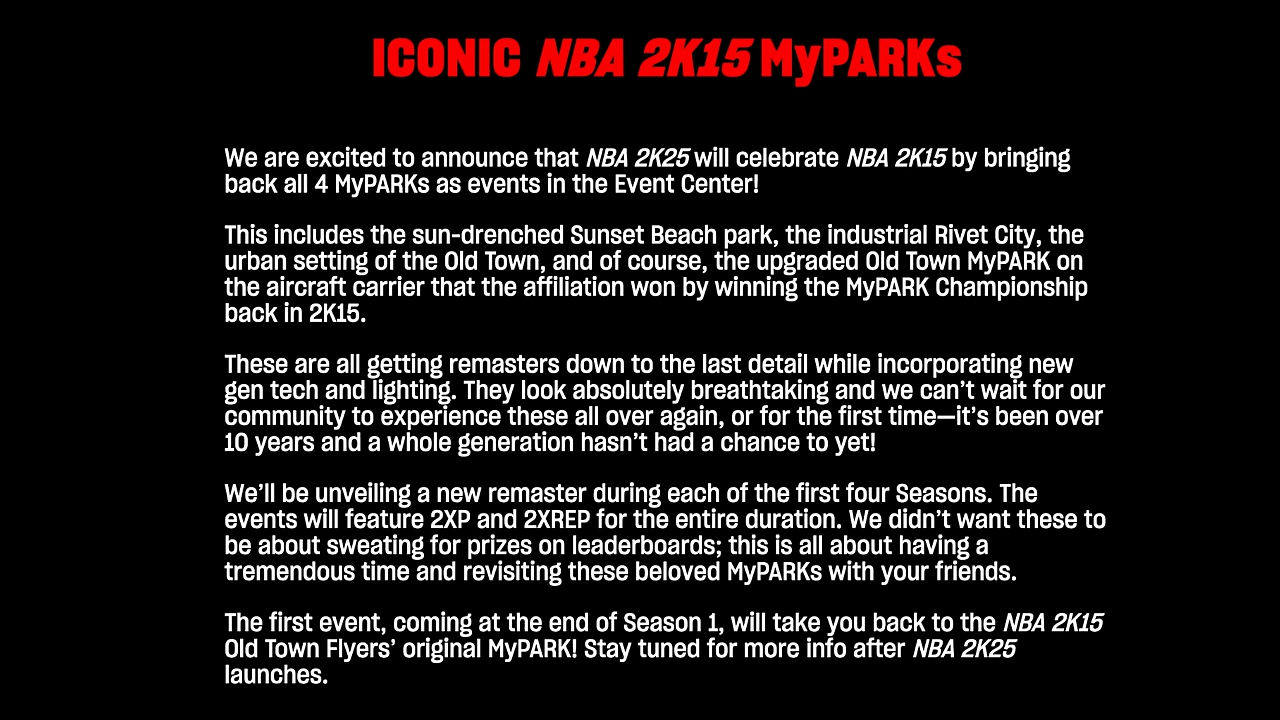 ICONIC NBA 2K15 MyPARKs
We are excited to announce that NBA 2K25 will celebrate NBA 2K15 by bringing
back all 4 MyPARKs as events in the Event Center!
This includes the sun-drenched Sunset Beach park, the industrial Rivet City, the
urban setting of the Old Town, and of course, the upgraded Old Town MyPARK on
the aircraft carrier that the affiliation won by winning the MyPARK Championship
back in 2K15.
These are all getting remasters down to the last detail while incorporating new
gen tech and lighting. They look absolutely breathtaking and we can’t wait for our
community to experience these all over again, or for the first time—it’s been over
10 years and a whole generation hasn’t had a chance to yet!
We’ll be unveiling a new remaster during each of the first four Seasons. The
events will feature 2XP and 2XREP for the entire duration. We didn’t want these to
be about sweating for prizes on leaderboards; this is all about having a
tremendous time and revisiting these beloved MyPARKs with your friends.
The first event, coming at the end of Season 1, will take you back to the NBA 2K15
Old Town Flyers’ original MyPARK! Stay tuned for more info after NBA 2K25
launches.